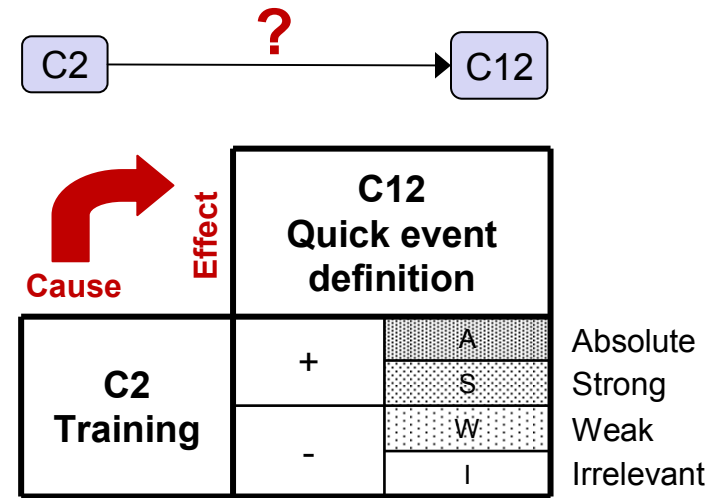 ?
C2
C12
Cause
Effect
C12
Quick event
definition
C2
Training
+
-
A
S
W
I
Absolute
Strong
Weak
Irrelevant